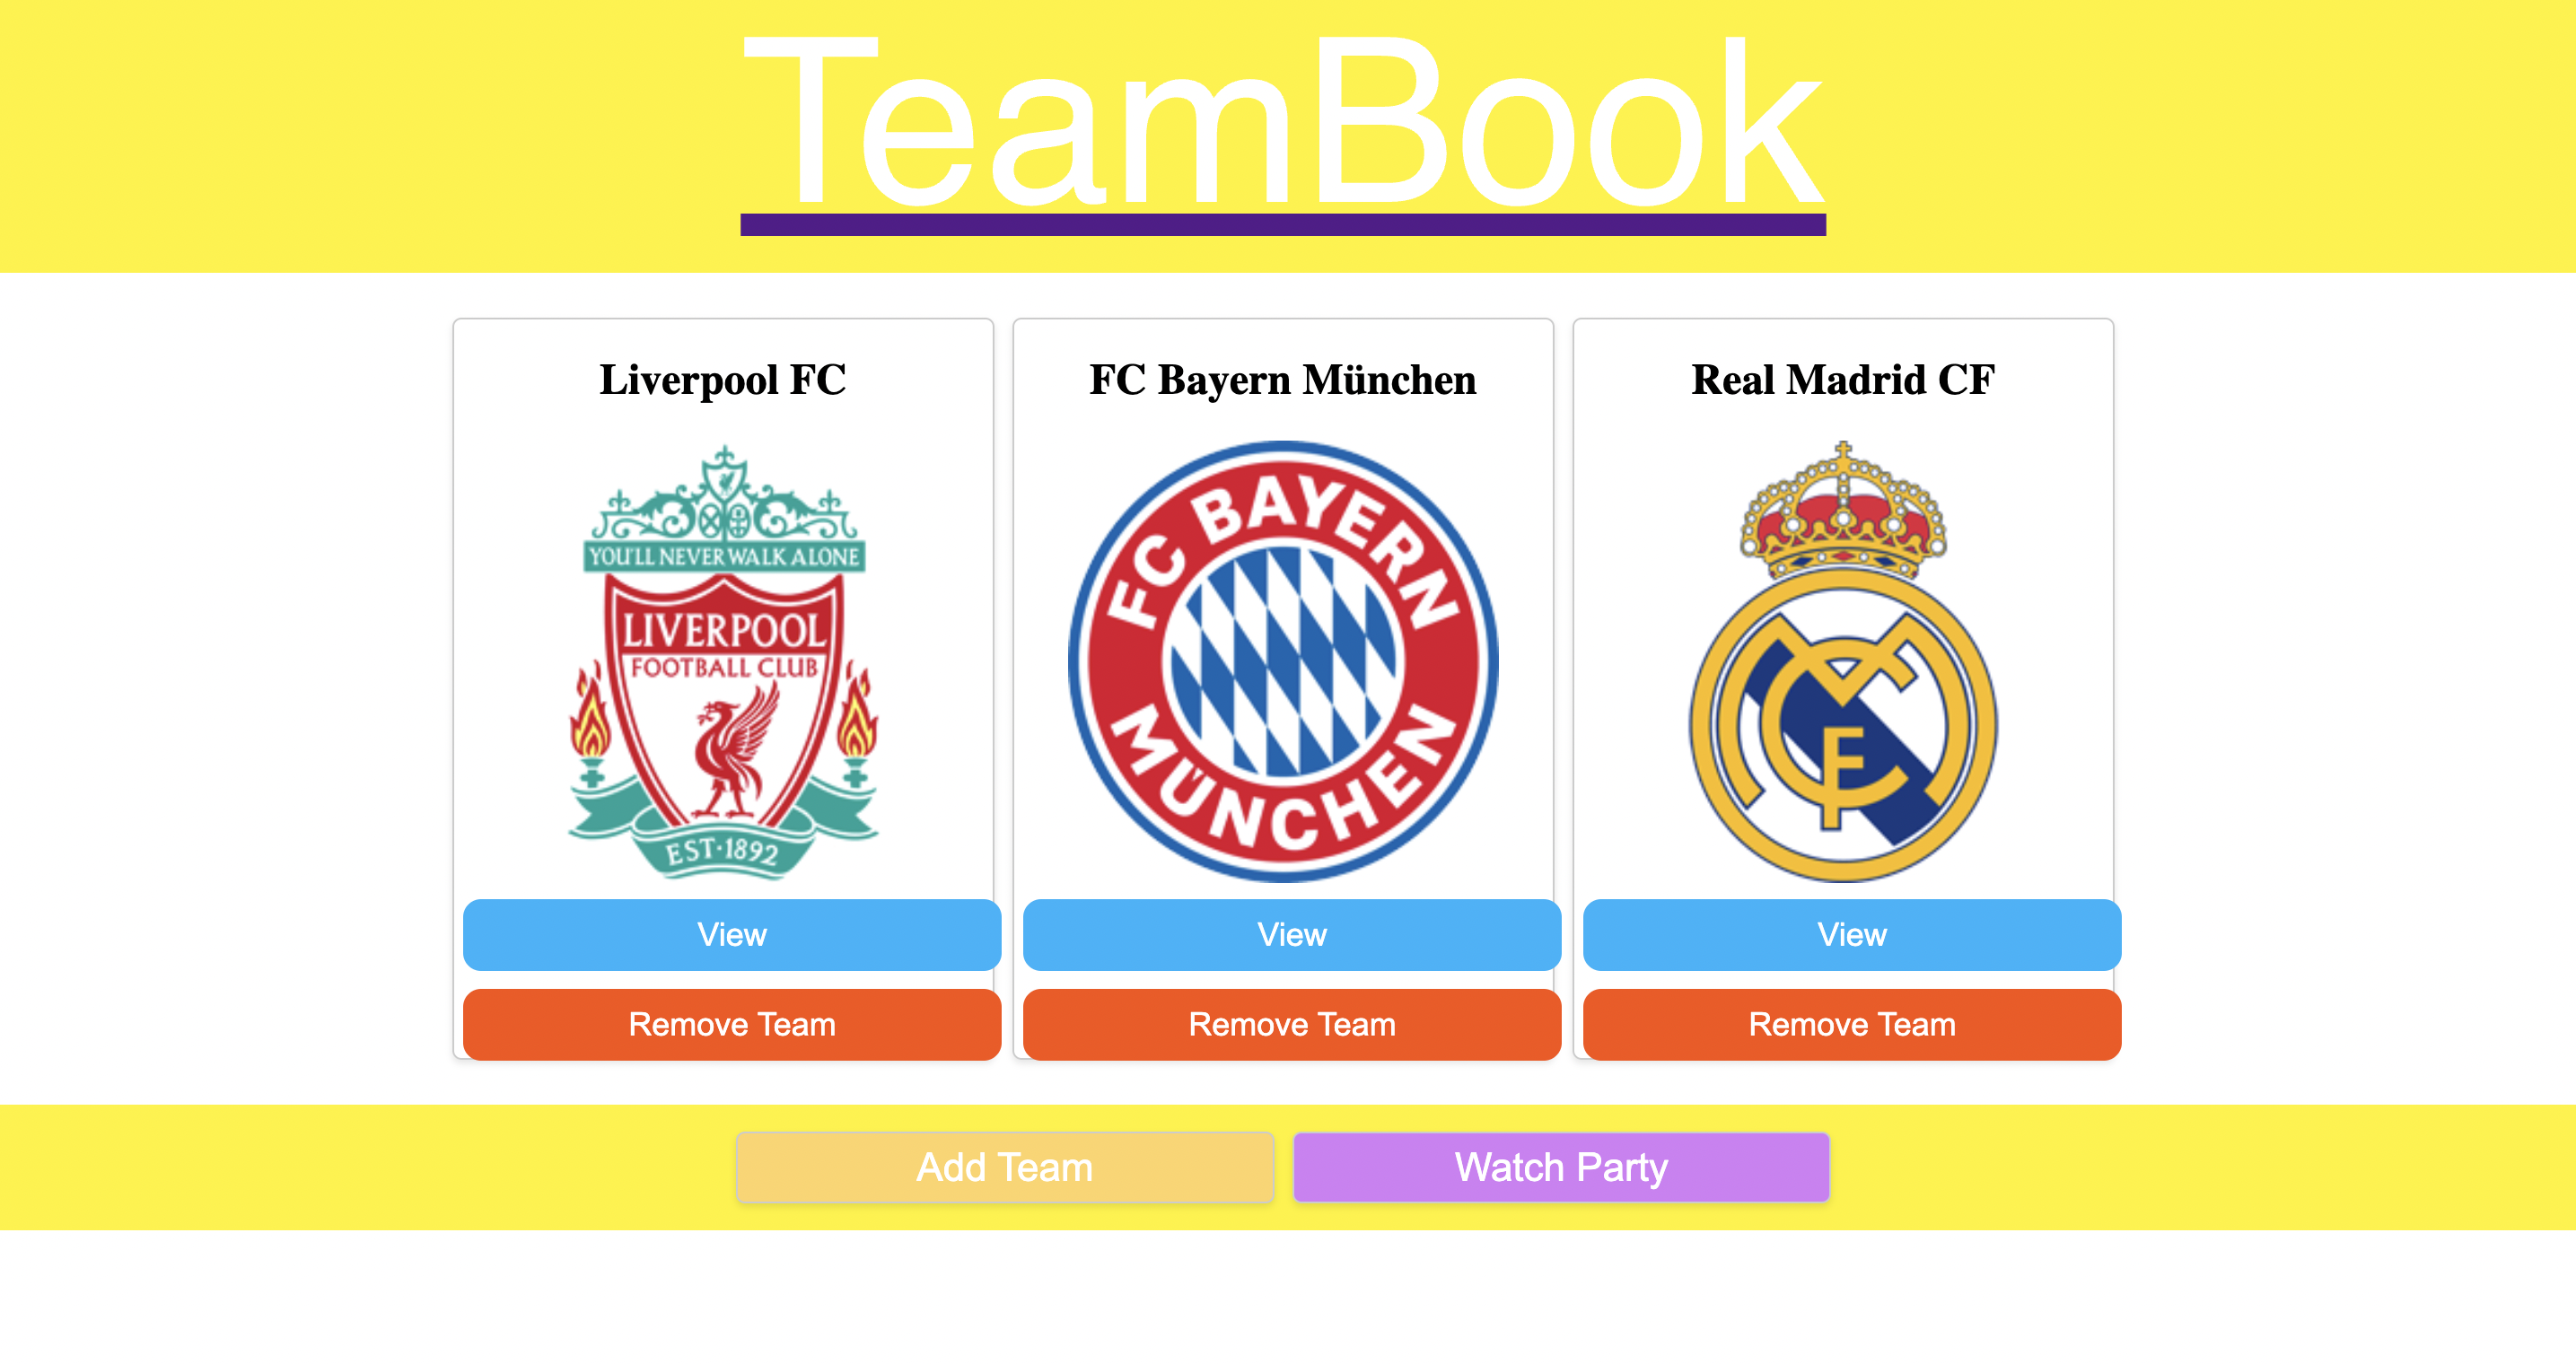 TeamBook
Liverpool FC
YOU'LL NEVER WALK ALONE
LIVERPOOL
FOOTBALL CLUB
EST·1892
View
Remove Team
FC Bayern München
FC BAYERN
MÜNCHEN
View
Remove Team
Real Madrid CF
MCF
View
Remove Team
Add Team
Watch Party